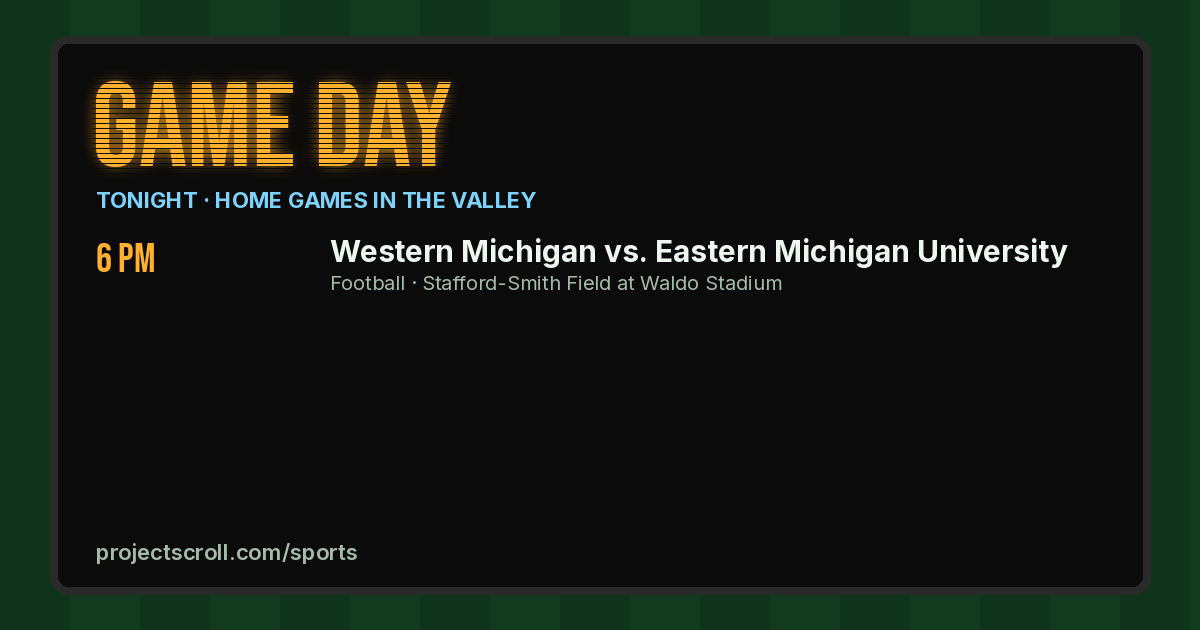 GAME DAY
TONIGHT · HOME GAMES IN THE VALLEY
6 PM
Western Michigan vs. Eastern Michigan University
Football · Stafford-Smith Field at Waldo Stadium
projectscroll.com/sports